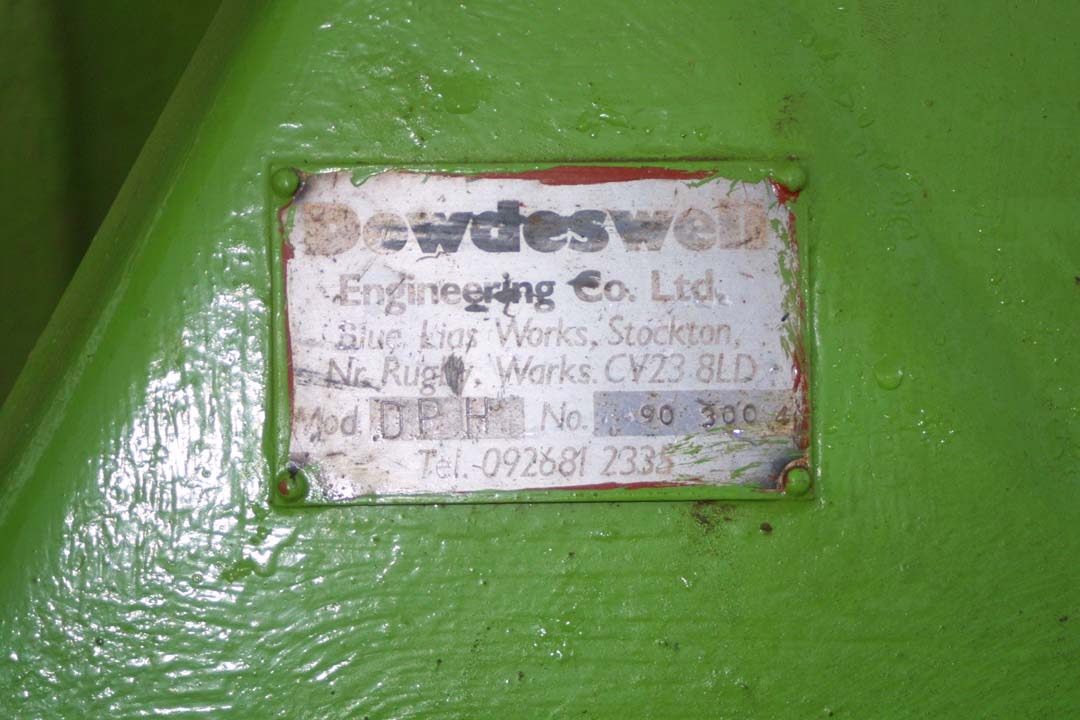 Dowdeswell
Engineering Co. Ltd.
Blue Lias Works, Stockton,
Nr. Rugby, Warks. CV23 8LD
Mod. DPH No. 90 300 4
Tel. 092681 2335